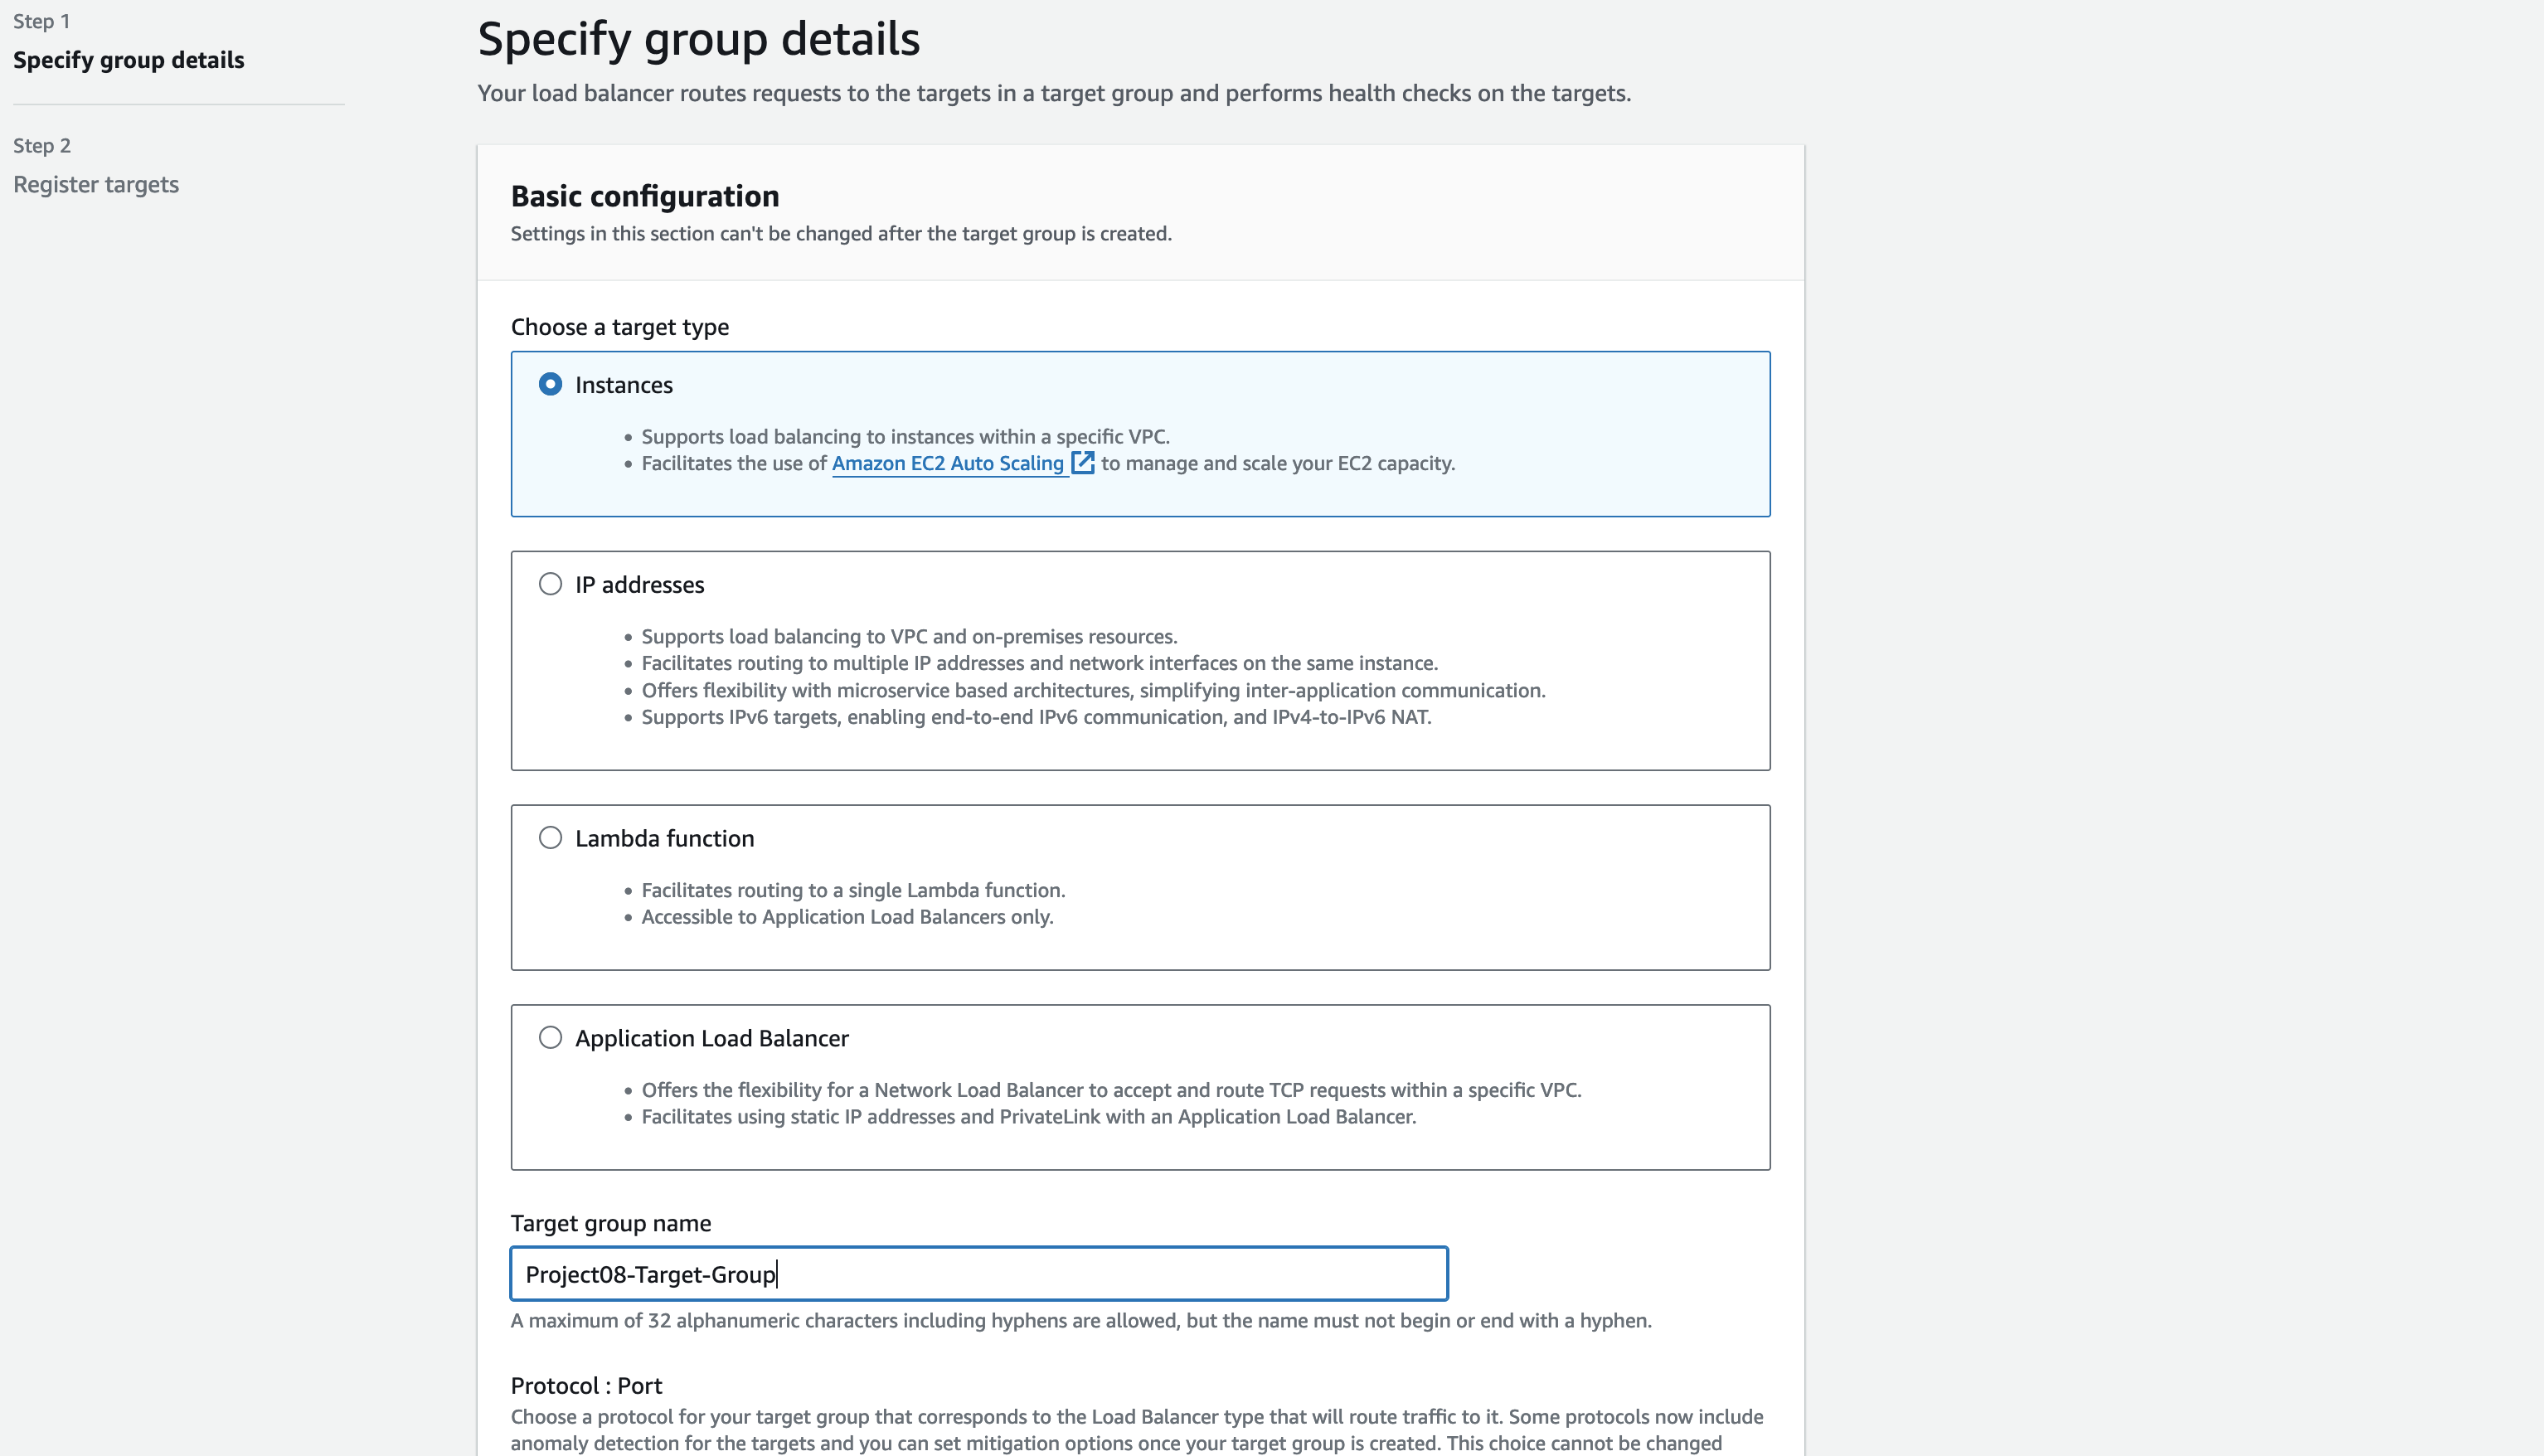 Step 1
Specify group details
Step 2
Register targets
Specify group details
Your load balancer routes requests to the targets in a target group and performs health checks on the targets.
Basic configuration
Settings in this section can't be changed after the target group is created.
Choose a target type
Instances
• Supports load balancing to instances within a specific VPC.
• Facilitates the use of Amazon EC2 Auto Scaling to manage and scale your EC2 capacity.
IP addresses
• Supports load balancing to VPC and on-premises resources.
• Facilitates routing to multiple IP addresses and network interfaces on the same instance.
• Offers flexibility with microservice based architectures, simplifying inter-application communication.
• Supports IPv6 targets, enabling end-to-end IPv6 communication, and IPv4-to-IPv6 NAT.
Lambda function
• Facilitates routing to a single Lambda function.
• Accessible to Application Load Balancers only.
Application Load Balancer
• Offers the flexibility for a Network Load Balancer to accept and route TCP requests within a specific VPC.
• Facilitates using static IP addresses and PrivateLink with an Application Load Balancer.
Target group name
Project08-Target-Group
A maximum of 32 alphanumeric characters including hyphens are allowed, but the name must not begin or end with a hyphen.
Protocol : Port
Choose a protocol for your target group that corresponds to the Load Balancer type that will route traffic to it. Some protocols now include
anomaly detection for the targets and you can set mitigation options once your target group is created. This choice cannot be changed